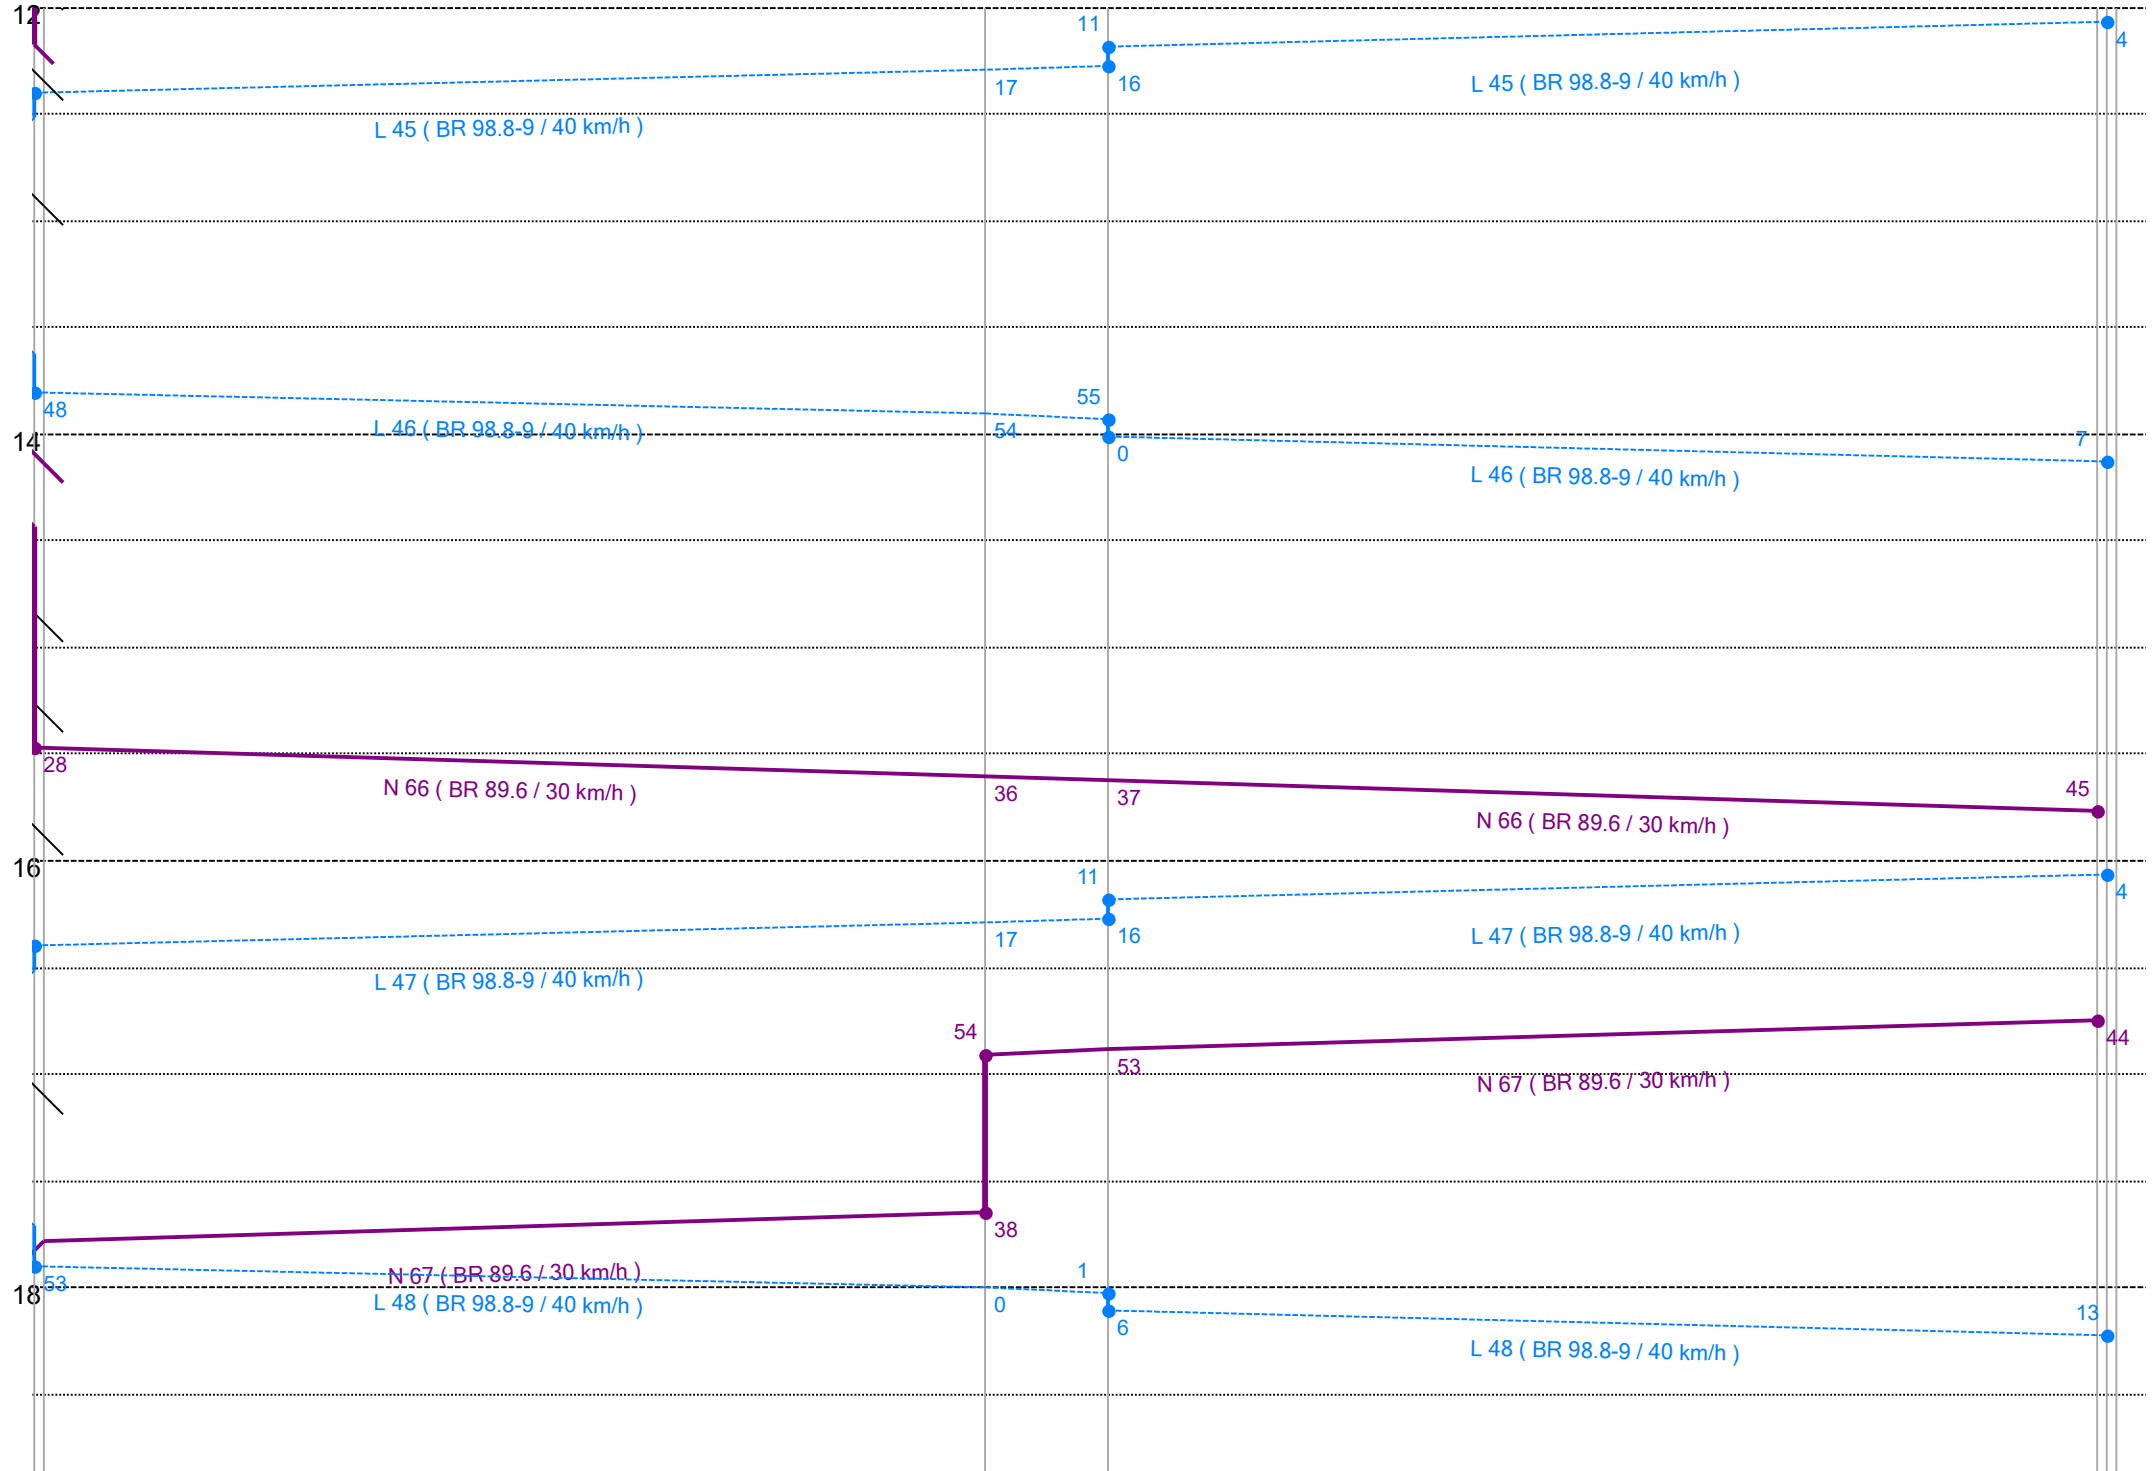 12
11
4
17
16
L 45 ( BR 98.8-9 / 40 km/h )
L 45 ( BR 98.8-9 / 40 km/h )
55
48
L 46 ( BR 98.8-9 / 40 km/h )
54
7
14
0
L 46 ( BR 98.8-9 / 40 km/h )
28
N 66 ( BR 89.6 / 30 km/h )
36
37
45
N 66 ( BR 89.6 / 30 km/h )
16
11
4
17
16
L 47 ( BR 98.8-9 / 40 km/h )
L 47 ( BR 98.8-9 / 40 km/h )
54
44
53
N 67 ( BR 89.6 / 30 km/h )
38
N 67 ( BR 89.6 / 30 km/h )
1
53
18
L 48 ( BR 98.8-9 / 40 km/h )
0
13
6
L 48 ( BR 98.8-9 / 40 km/h )